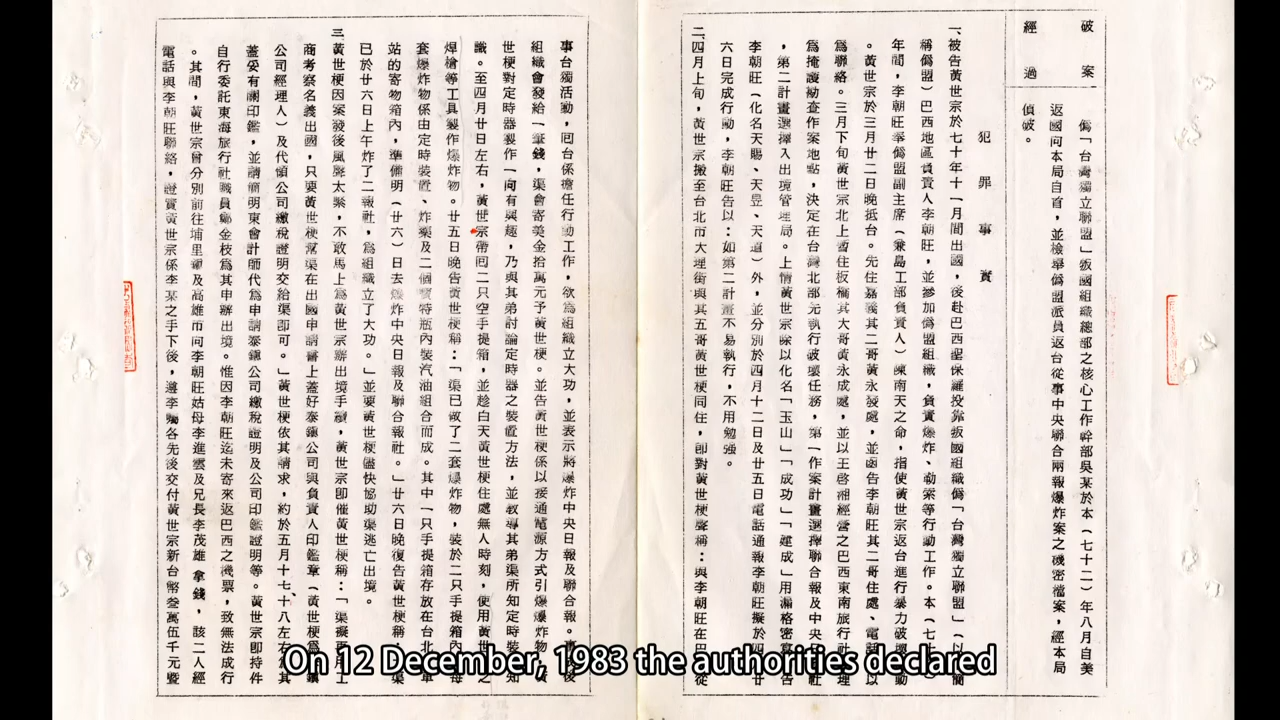 破案
經過
偽「台灣獨立聯盟」叛國組織總部之核心工作幹部吳某於本（七十二）年八月自美
返國向本局自首，並檢舉偽盟派員返台從事中央聯合兩報爆炸案之機密檔案，經本局
偵破。
犯罪事實
一、被告黃世宗於七十年十一月間出國，後赴巴西聖保羅投靠叛國組織偽「台灣獨立聯盟」（以 簡
稱偽盟）巴西地區負責人李朝旺，並參加偽盟組織，負責爆炸、勒索等行動工作。本（七十
年間，李朝旺奉偽盟副主席（兼島工部負責人）陳南天之命，指使黃世宗返台進行暴力破壞 動
。黃世宗於三月廿二日晚抵台。先住嘉義其二哥黃永發處，並函告李朝旺其二哥住處、電話 以
為聯絡。三月下旬黃世宗北上暫住板橋其大哥黃永成處，並以王啓湘經營之巴西東南旅行社 理
為掩護勘查作案地點，決定在台灣北部先執行破壞任務，第一作案計畫選擇聯合報及中央日 社
，第二計畫選擇入出境管理局。上情黃世宗除以化名「玉山」「成功」「建成」用漏格密寫 告
李朝旺（化名天賜、天昱、天道）外，並分別於四月十二日及廿五日電話通報李朝旺擬於四 廿
六日完成行動，李朝旺告以：如第二計畫不易執行，不用勉强。
二、四月上旬，黃世宗搬至台北市大理街與其五哥黃世梗同住，卽對黃世梗聲稱：與李朝旺在巴 從
事台獨活動，回台係擔任行動工作，欲為組織立大功，並表示將爆炸中央日報及聯合報。事 後
組織會發給一筆錢，渠會寄美金拾萬元予黃世梗。並告黃世梗係以接通電源方式引爆爆炸物
世梗對定時器製作一向有興趣，乃與其弟討論定時器之裝置方法，並教導其弟渠所知定時裝 知
識。至四月廿日左右，黃世宗帶回二只空手提箱，並趁白天黃世梗住處無人時刻，使用黃世 之
焊槍等工具製作爆炸物。廿五日晚告黃世梗稱：「渠已做了二套爆炸物，裝於二只手提箱內 每
套爆炸物係由定時裝置、炸藥及二個寶特瓶內裝汽油組合而成。其中一只手提箱存放在台北 車
站的寄物箱內，準備明（廿六）日去爆炸中央日報及聯合報社。」廿六日晚復告黃世梗稱 渠
已於廿六日上午炸了二報社，為組織立了大功。」並要黃世梗儘快協助渠逃亡出境。
三、黃世梗因案發後風聲太緊，不敢馬上為黃世宗辦出境手續，黃世宗卽催黃世梗稱：「渠擬再用工
商考察名義出國，只要黃世梗幫渠在出國申請書上蓋好泰鎮公司與負責人印鑑章（黃世梗為 鎮
公司經理人）及代領公司繳稅證明交給渠卽可。」黃世梗依其請求，約於五月十七、十八左右 其
蓋妥有關印鑑，並請簡明東會計師代為申請泰鎮公司繳稅證明及公司印鑑證明等。黃世宗卽持件
自行委託東海旅行社職員鄭金枝為其申辦出境。惟因李朝旺迄未寄來返巴西之機票，致無法成行
。其間，黃世宗曾分別前往埔里鄉及高雄市向李朝旺姑母李進雲及兄長李茂雄拿錢，該二人經
電話與李朝旺聯絡，證實黃世宗係李某之手下後，遵李囑各先後交付黃世宗新台幣叁萬伍千元暨
On 12 December, 1983 the authorities declared